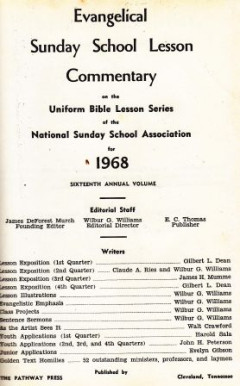 Evangelical
Sunday School Lesson
Commentary
on the
Uniform Bible Lesson Series
of the
National Sunday School Association
for
1968
SIXTEENTH ANNUAL VOLUME
Editorial Staff
James DeForest Murch Wilbur G. Williams E. C. Thomas
Founding Editor Editorial Director Publisher
Writers
Lesson Exposition (1st Quarter) Gilbert L. Dean
Lesson Exposition (2nd Quarter) Claude A. Ries and Wilbur G. Williams
Lesson Exposition (3rd Quarter) James H. Mumme
Lesson Exposition (4th Quarter) Gilbert L. Dean
Lesson Illustrations Wilbur G. Williams
Evangelistic Emphasis Wilbur G. Williams
Class Projects Wilbur G. Williams
Sentence Sermons Wilbur G. Williams
As the Artist Sees It Walt Crawford
Youth Applications (1st Quarter) Harold Sala
Youth Applications (2nd, 3rd, and 4th Quarter) John H. Peterson
Junior Applications Evelyn Gibson
Golden Text Homilies 52 outstanding ministers, professors, and laymen
Published by
THE PATHWAY PRESS Cleveland, Tennessee